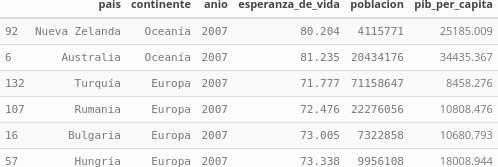 pais continente anio esperanza_de_vida poblacion pib_per_capita
92 Nueva Zelanda Oceanía 2007 80.204 4115771 25185.009
6 Australia Oceanía 2007 81.235 20434176 34435.367
132 Turquía Europa 2007 71.777 71158647 8458.276
107 Rumania Europa 2007 72.476 22276056 10808.476
16 Bulgaria Europa 2007 73.005 7322858 10680.793
57 Hungría Europa 2007 73.338 9956108 18008.944